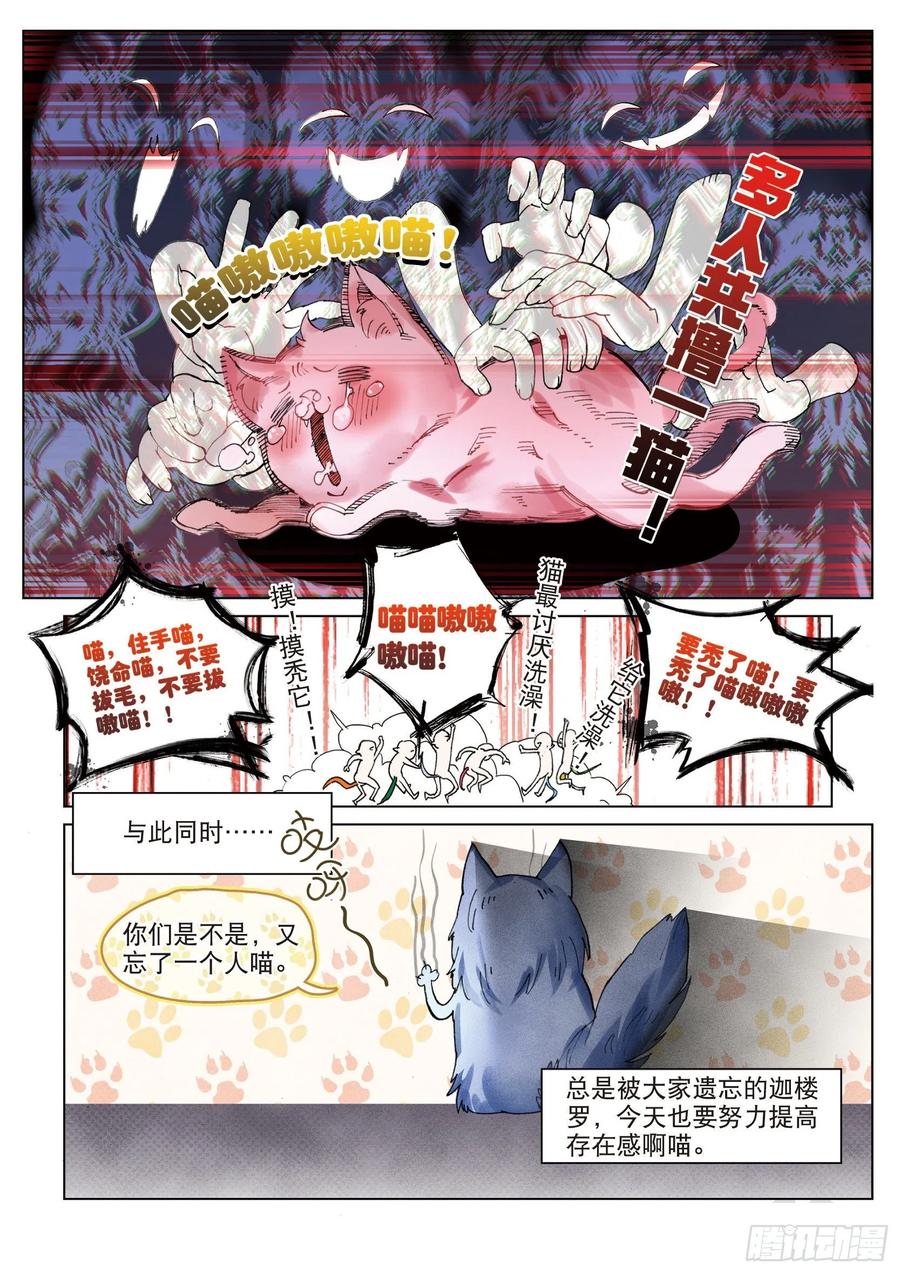 喵嗷嗷嗷喵！
多人共撸一猫！
喵，住手喵，
饶命喵，不要
拔毛，不要拔
嗷喵！！
摸！摸秃它！！！
喵喵嗷嗷
嗷喵！
猫最讨厌洗澡！
给它洗澡！
要秃了喵！要
秃了喵嗷嗷嗷
嗷！！
与此同时……
哎呀
你们是不是，又
忘了一个人喵。
总是被大家遗忘的迦楼
罗，今天也要努力提高
存在感啊喵。
腾讯动漫